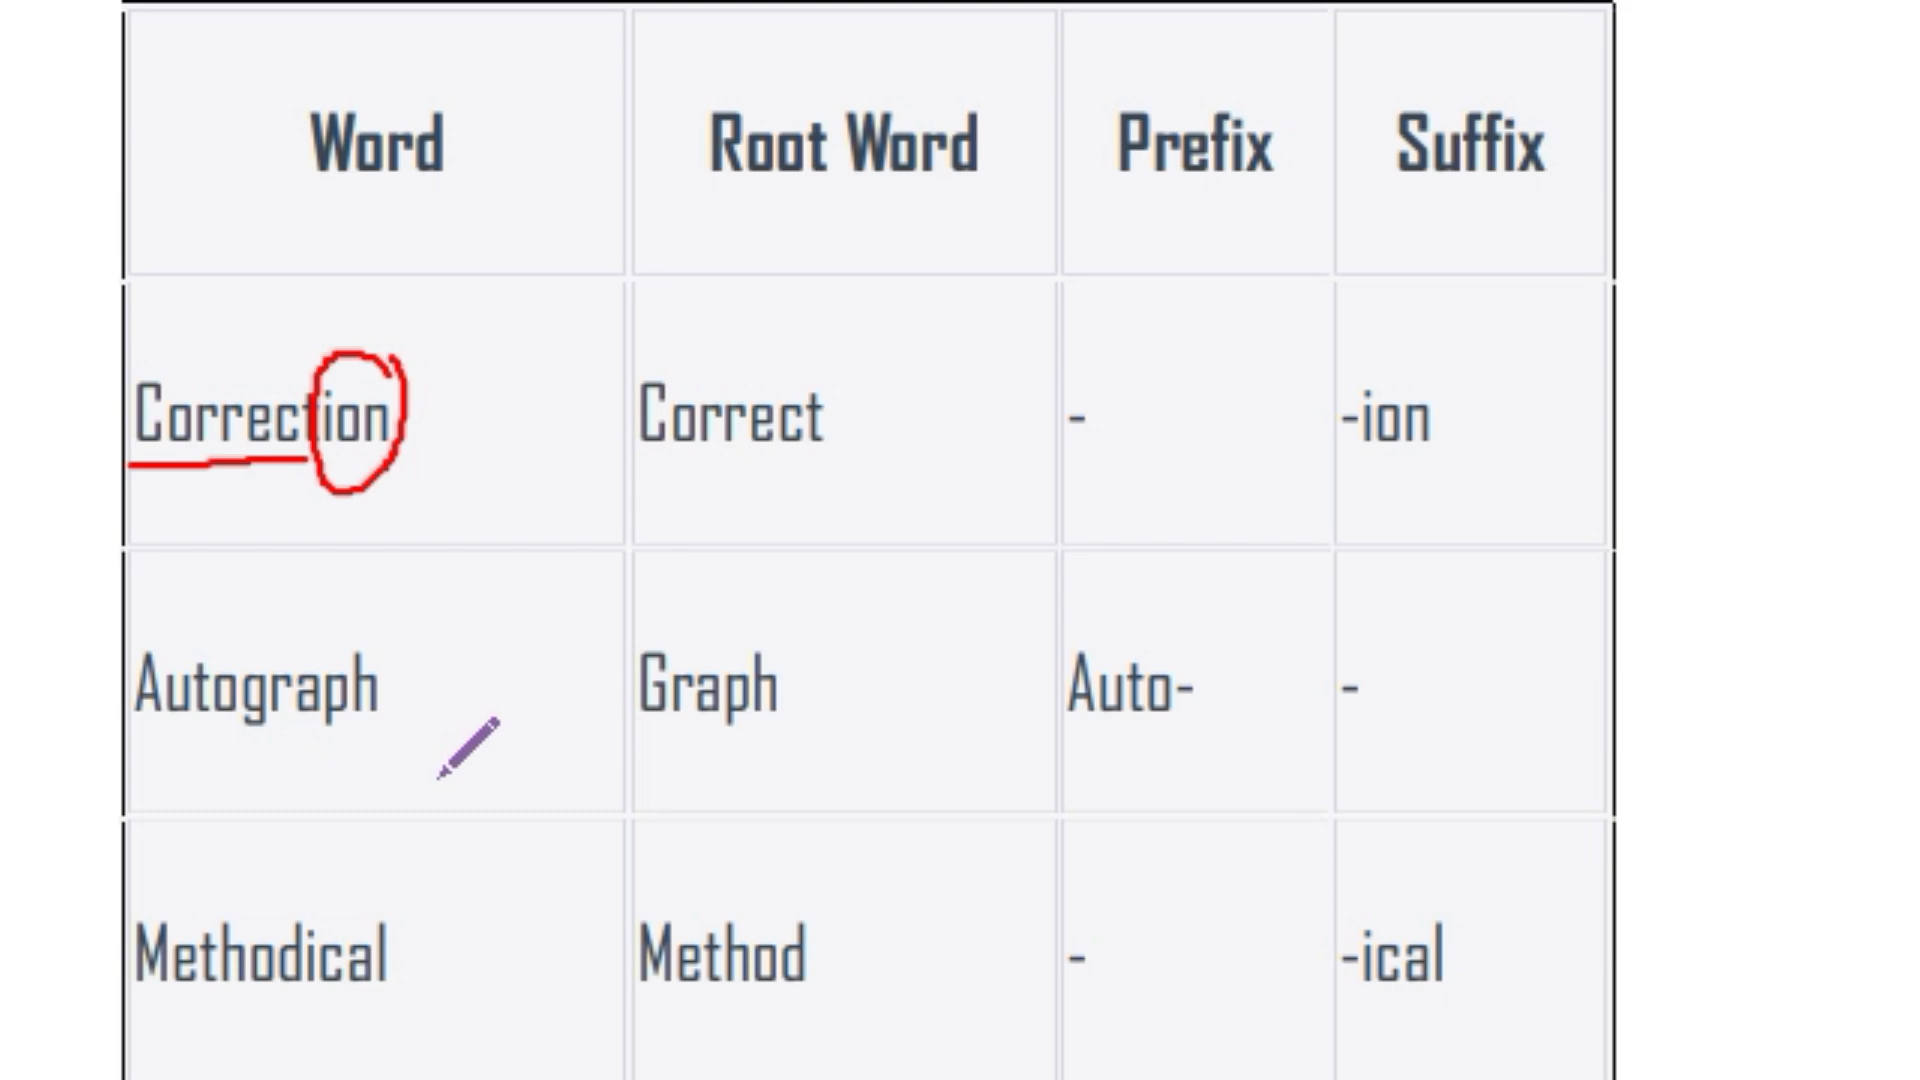 Word Root Word Prefix Suffix
Correction Correct - -ion
Autograph Graph Auto- -
Methodical Method - -ical